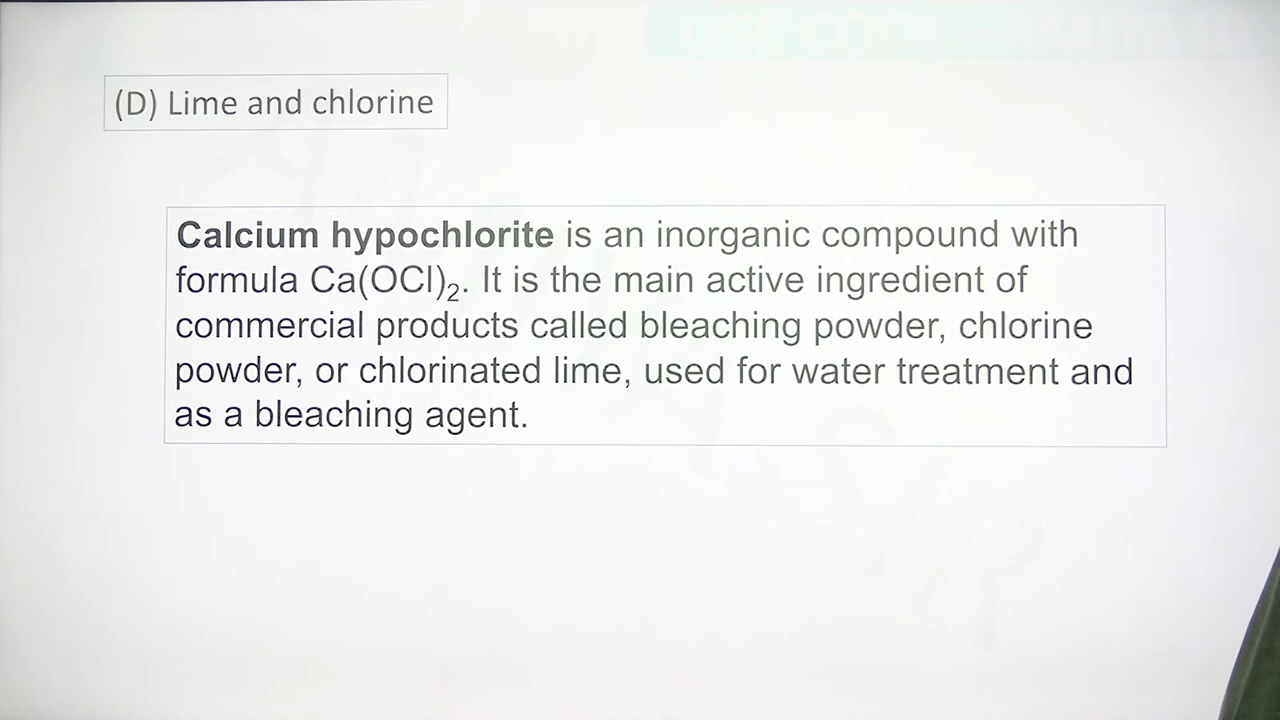 (D) Lime and chlorine
Calcium hypochlorite is an inorganic compound with
formula Ca(OCl)₂. It is the main active ingredient of
commercial products called bleaching powder, chlorine
powder, or chlorinated lime, used for water treatment and
as a bleaching agent.